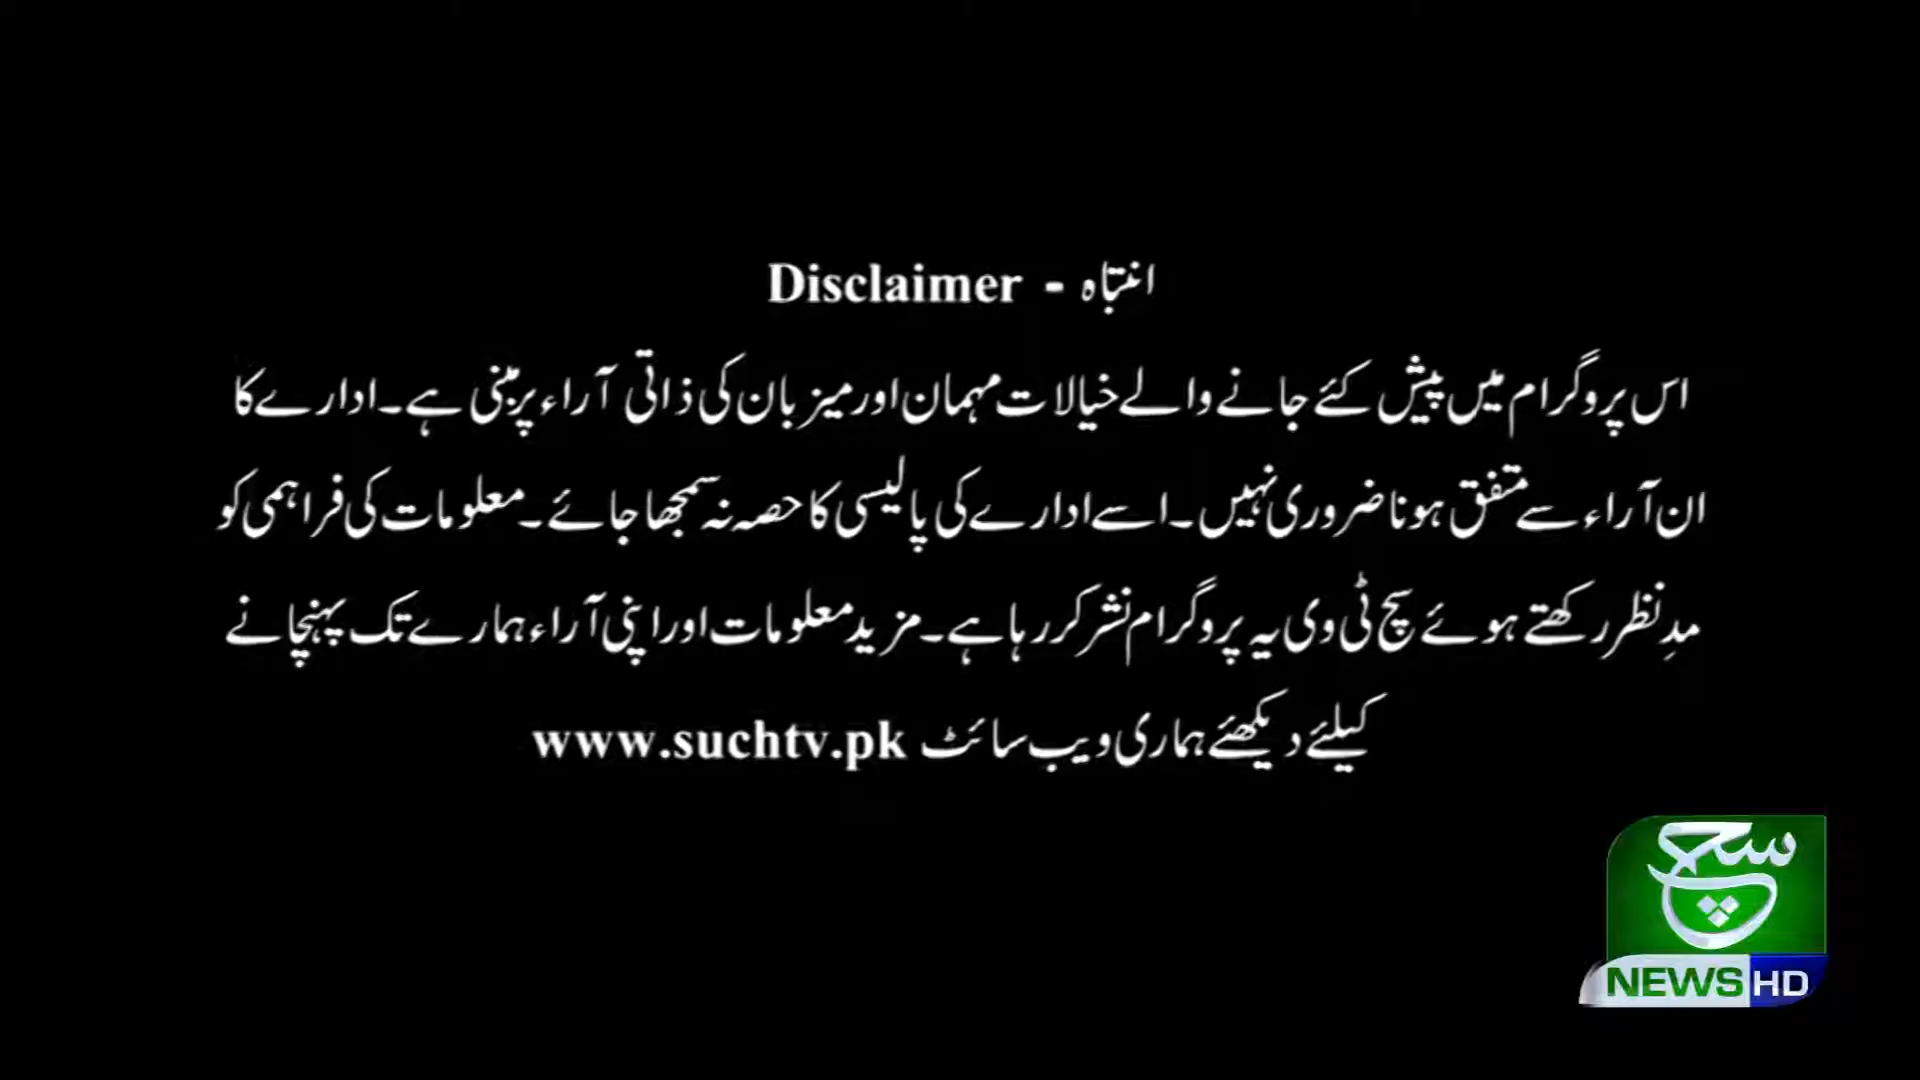 انتباہ - Disclaimer
اس پروگرام میں پیش کئے جانے والے خیالات مہمان اور میزبان کی ذاتی آراء پر مبنی ہے۔ ادارے کا
ان آراء سے متفق ہونا ضروری نہیں۔ اسے ادارے کی پالیسی کا حصہ نہ سمجھا جائے۔ معلومات کی فراہمی کو
مدِنظر رکھتے ہوئے سچ ٹی وی یہ پروگرام نشر کر رہا ہے۔ مزید معلومات اور اپنی آراء ہمارے تک پہنچانے
کیلئے دیکھئے ہماری ویب سائٹ www.suchtv.pk
سچ
NEWS HD